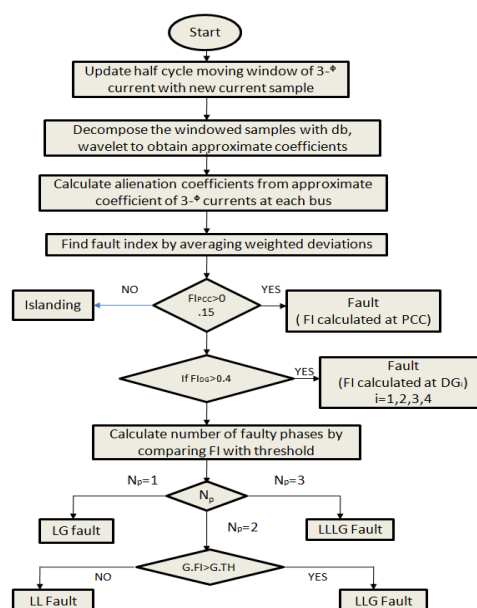 Start
Update half cycle moving window of 3-ᶲ
current with new current sample
Decompose the windowed samples with db,
wavelet to obtain approximate coefficients
Calculate alienation coefficients from approximate
coefficient of 3-ᶲ currents at each bus
Find fault index by averaging weighted deviations
NO
FIPCC>0
.15
YES
Islanding
Fault
( FI calculated at PCC)
If FIDG>0.4
YES
Fault
(FI calculated at DGi)
i=1,2,3,4
Calculate number of faulty phases by
comparing FI with threshold
Np=1
Np
Np=3
LG fault
LLLG Fault
Np=2
G.FI>G.TH
NO
YES
LL Fault
LLG Fault